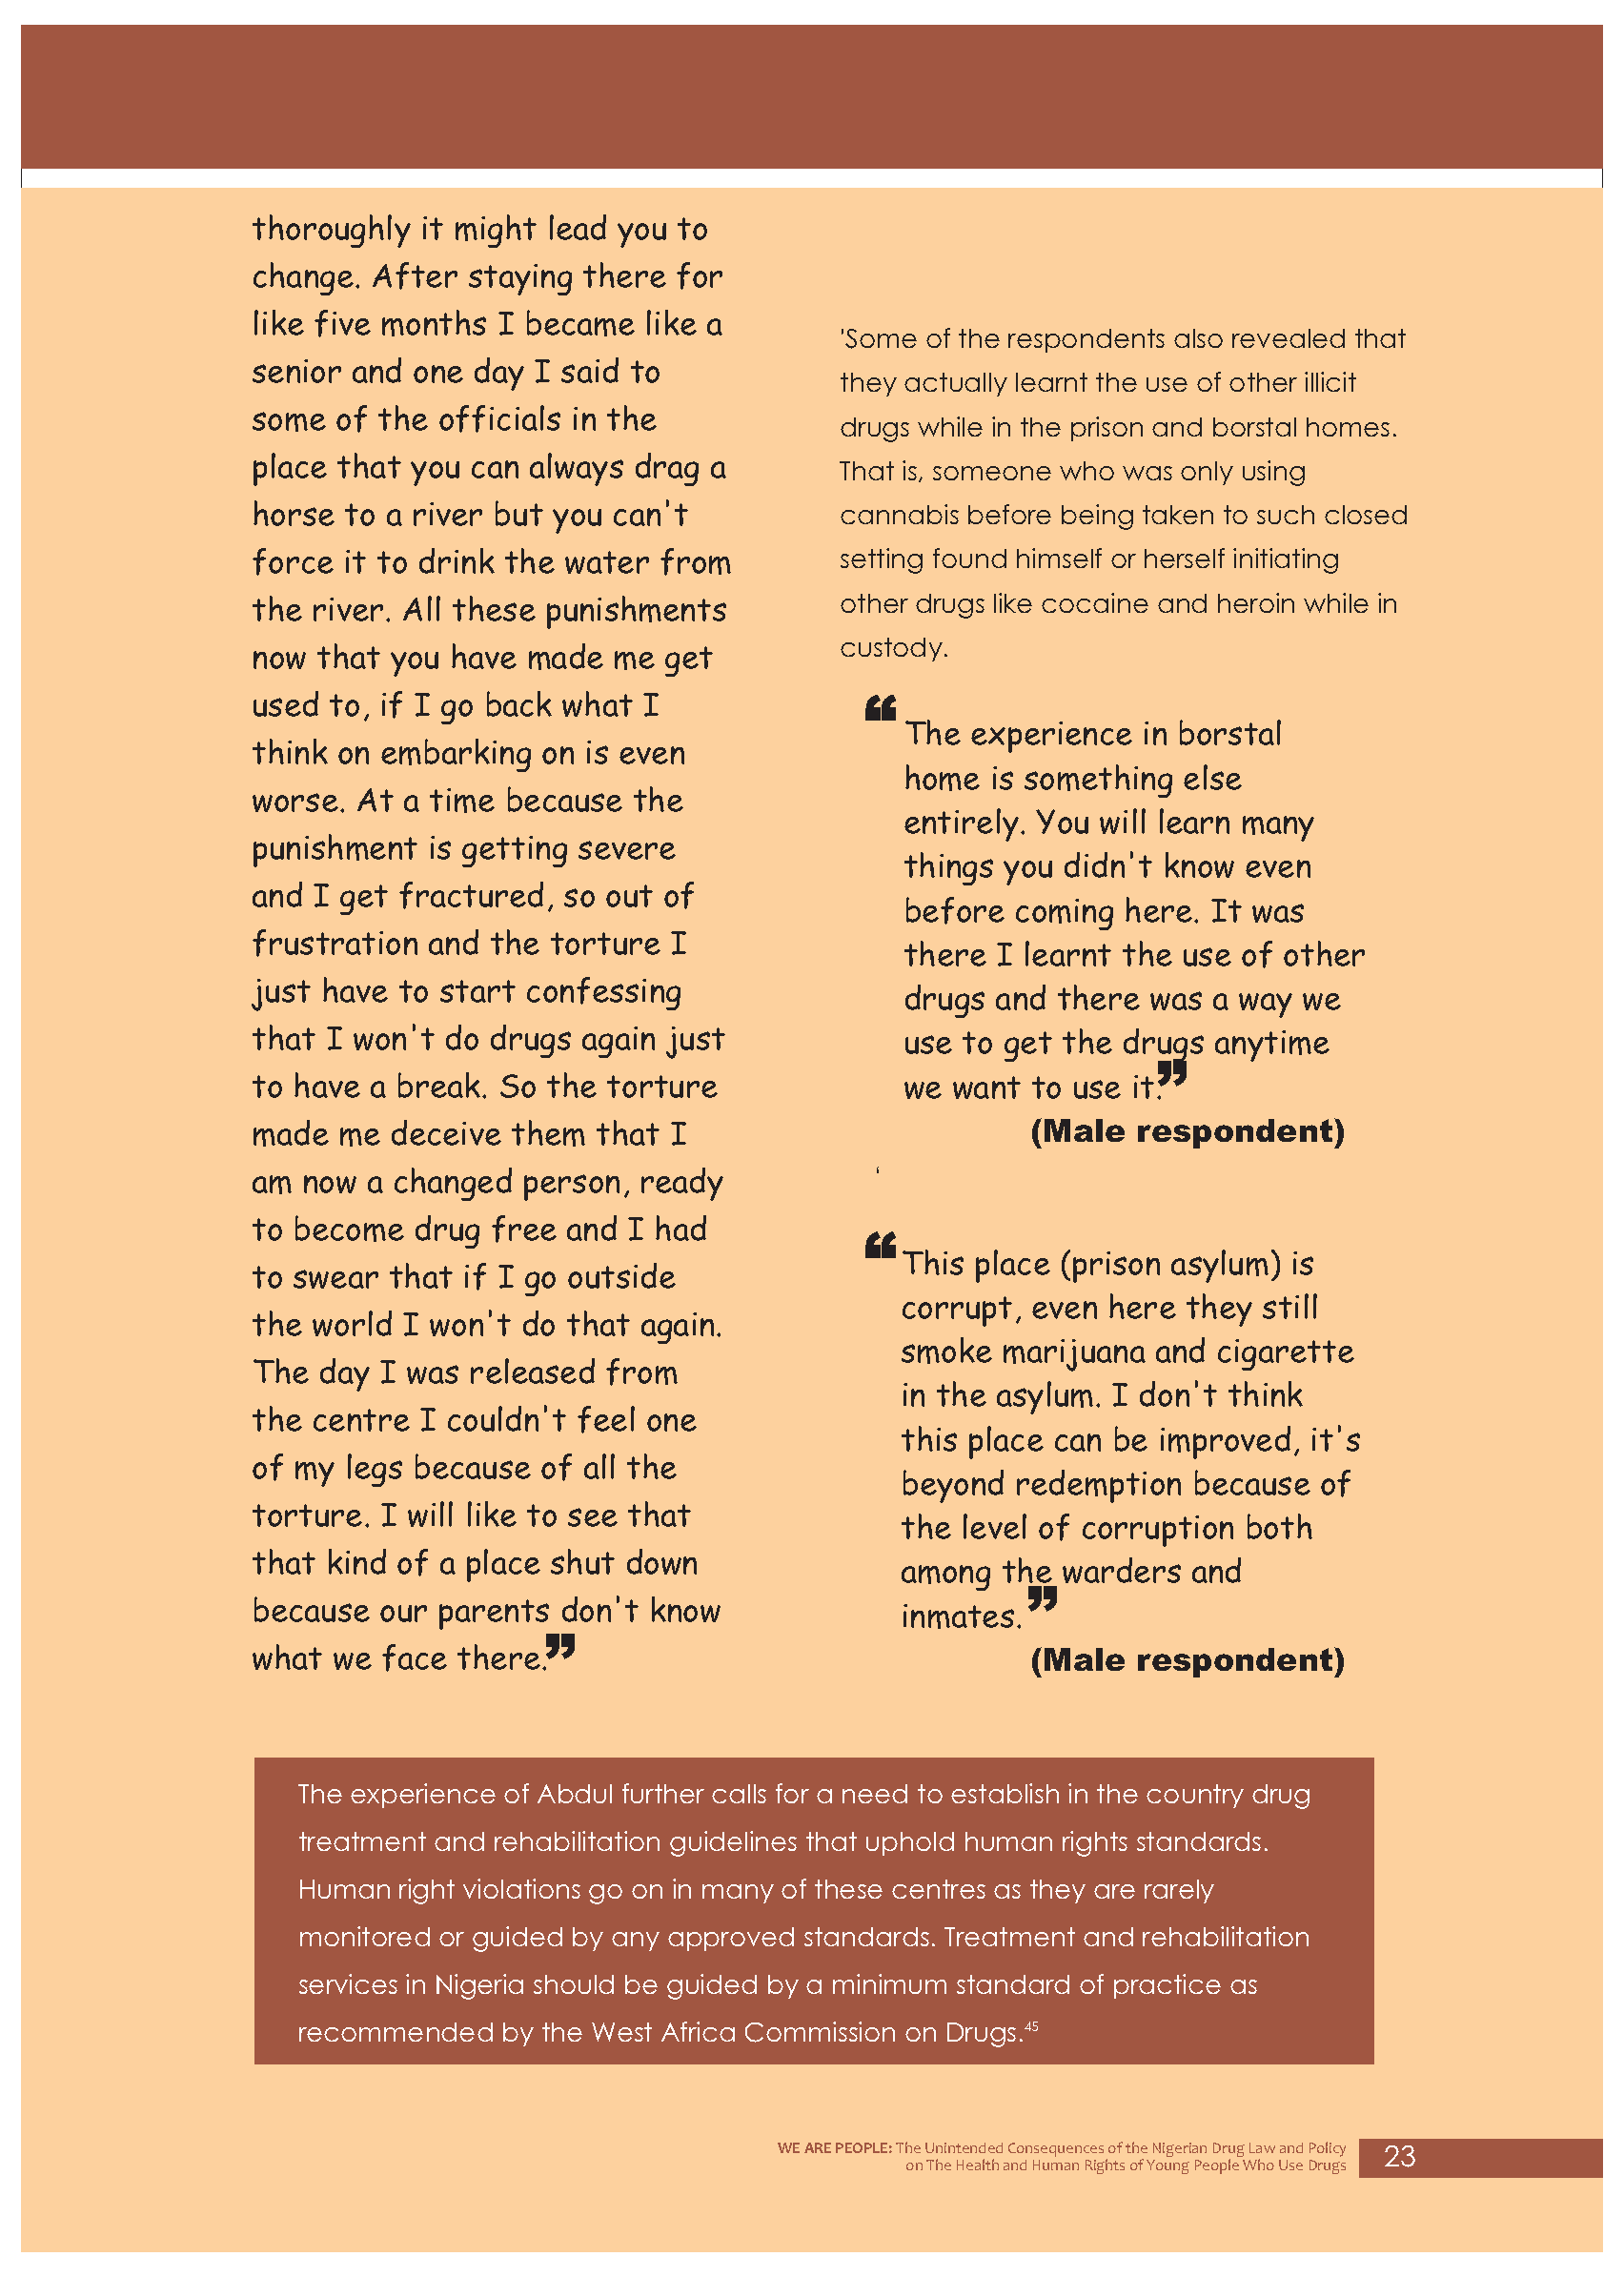 thoroughly it might lead you to
change. After staying there for
like five months I became like a
senior and one day I said to
some of the officials in the
place that you can always drag a
horse to a river but you can't
force it to drink the water from
the river. All these punishments
now that you have made me get
used to, if I go back what I
think on embarking on is even
worse. At a time because the
punishment is getting severe
and I get fractured, so out of
frustration and the torture I
just have to start confessing
that I won't do drugs again just
to have a break. So the torture
made me deceive them that I
am now a changed person, ready
to become drug free and I had
to swear that if I go outside
the world I won't do that again.
The day I was released from
the centre I couldn't feel one
of my legs because of all the
torture. I will like to see that
that kind of a place shut down
because our parents don't know
what we face there.”
'Some of the respondents also revealed that
they actually learnt the use of other illicit
drugs while in the prison and borstal homes.
That is, someone who was only using
cannabis before being taken to such closed
setting found himself or herself initiating
other drugs like cocaine and heroin while in
custody.
“The experience in borstal
home is something else
entirely. You will learn many
things you didn't know even
before coming here. It was
there I learnt the use of other
drugs and there was a way we
use to get the drugs anytime
we want to use it.”
(Male respondent)
‘
“This place (prison asylum) is
corrupt, even here they still
smoke marijuana and cigarette
in the asylum. I don't think
this place can be improved, it's
beyond redemption because of
the level of corruption both
among the warders and
inmates.”
(Male respondent)
The experience of Abdul further calls for a need to establish in the country drug
treatment and rehabilitation guidelines that uphold human rights standards.
Human right violations go on in many of these centres as they are rarely
monitored or guided by any approved standards. Treatment and rehabilitation
services in Nigeria should be guided by a minimum standard of practice as
recommended by the West Africa Commission on Drugs.45
WE ARE PEOPLE: The Unintended Consequences of the Nigerian Drug Law and Policy
on The Health and Human Rights of Young People Who Use Drugs
23